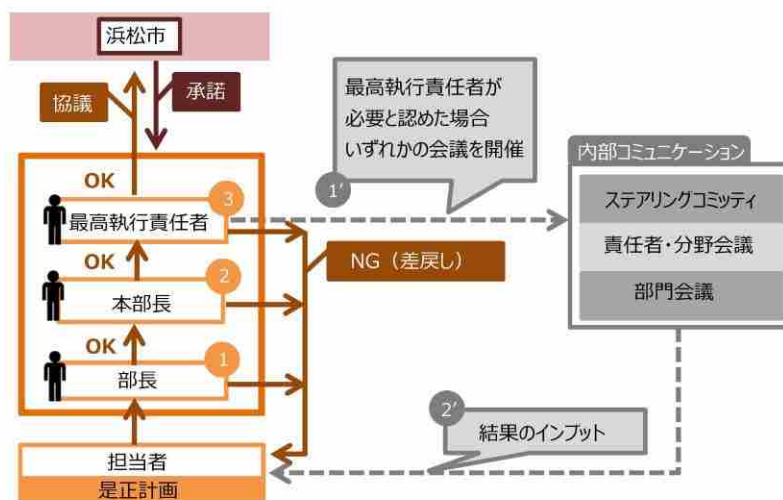 浜松市
協議
承諾
最高執行責任者が
必要と認めた場合
いずれかの会議を開催
1'
内部コミュニケーション
ステアリングコミッティ
責任者・分野会議
部門会議
OK
3
最高執行責任者
NG（差戻し）
OK
2
本部長
OK
1
部長
2'
結果のインプット
担当者
是正計画